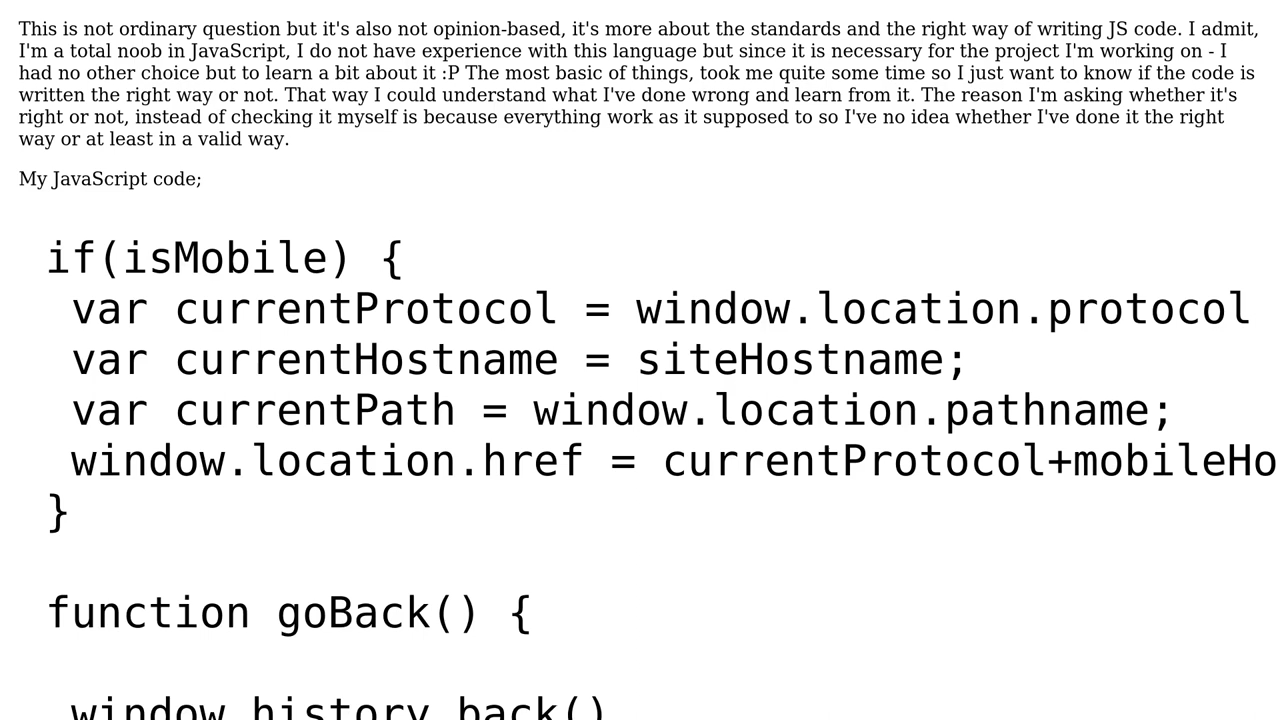 This is not ordinary question but it's also not opinion-based, it's more about the standards and the right way of writing JS code. I admit,
I'm a total noob in JavaScript, I do not have experience with this language but since it is necessary for the project I'm working on - I
had no other choice but to learn a bit about it :P The most basic of things, took me quite some time so I just want to know if the code is
written the right way or not. That way I could understand what I've done wrong and learn from it. The reason I'm asking whether it's
right or not, instead of checking it myself is because everything work as it supposed to so I've no idea whether I've done it the right
way or at least in a valid way.
My JavaScript code;
if(isMobile) {
var currentProtocol = window.location.protocol
var currentHostname = siteHostname;
var currentPath = window.location.pathname;
window.location.href = currentProtocol+mobileHo
}
function goBack() {
window.history.back()